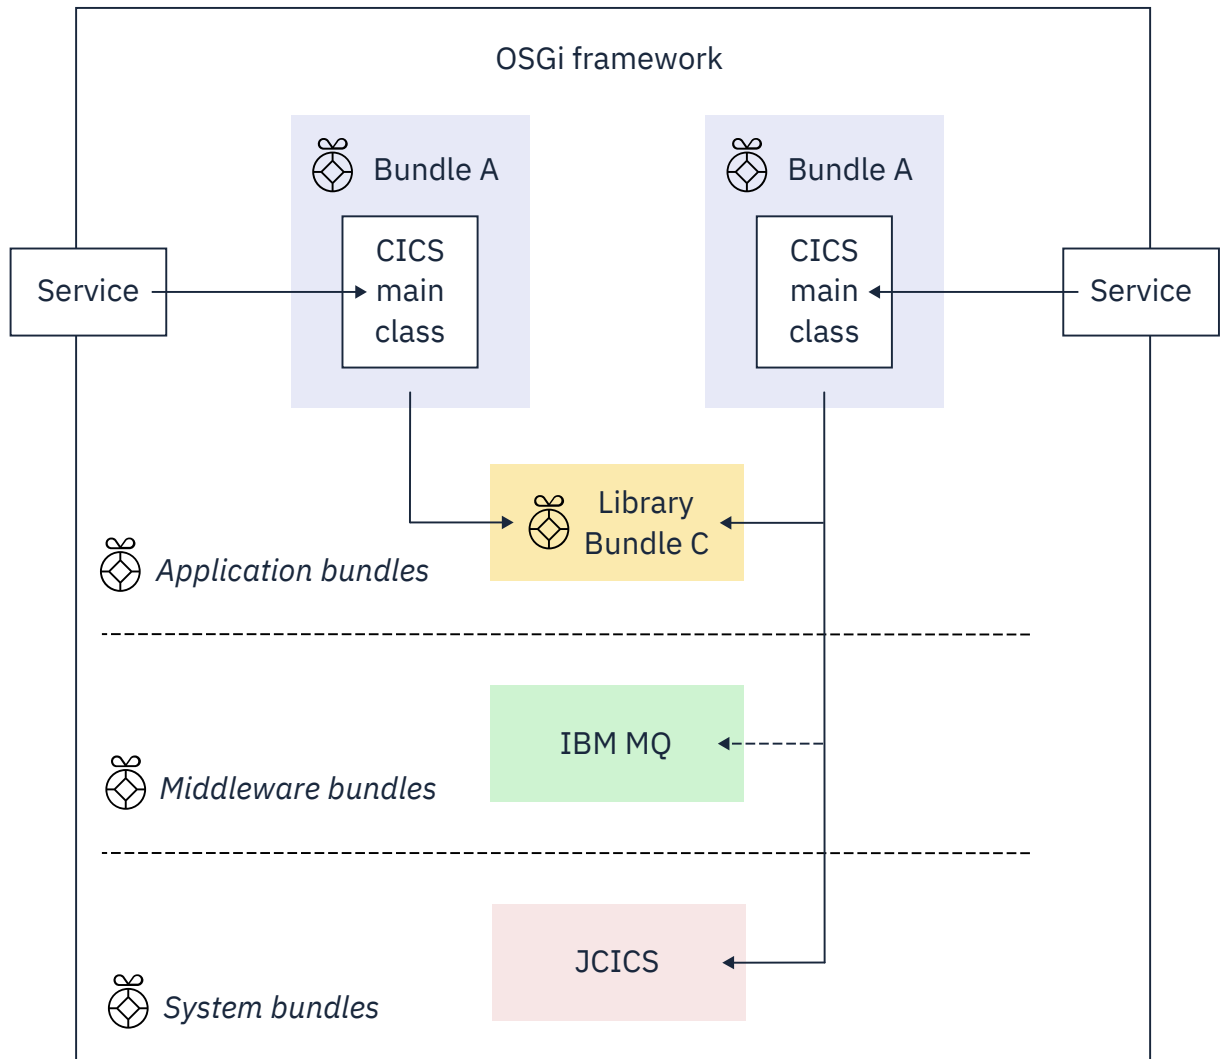 OSGi framework
Bundle A
Bundle A
CICS
main
class
CICS
main
class
Service
Service
Library
Bundle C
Application bundles
IBM MQ
Middleware bundles
JCICS
System bundles